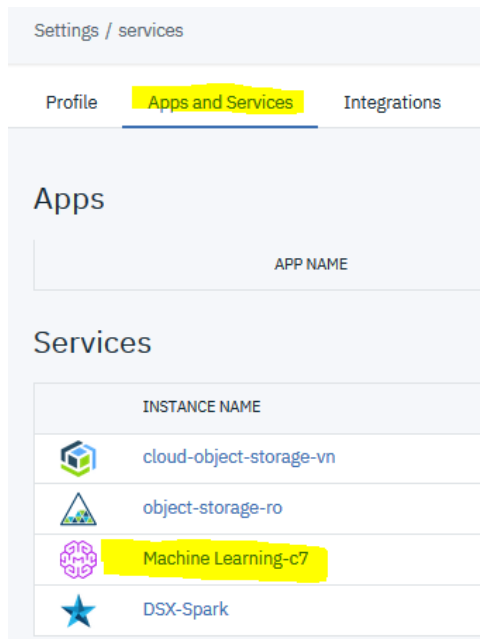 Settings / services
Profile Apps and Services Integrations
Apps
APP NAME
Services
INSTANCE NAME
cloud-object-storage-vn
object-storage-ro
Machine Learning-c7
DSX-Spark